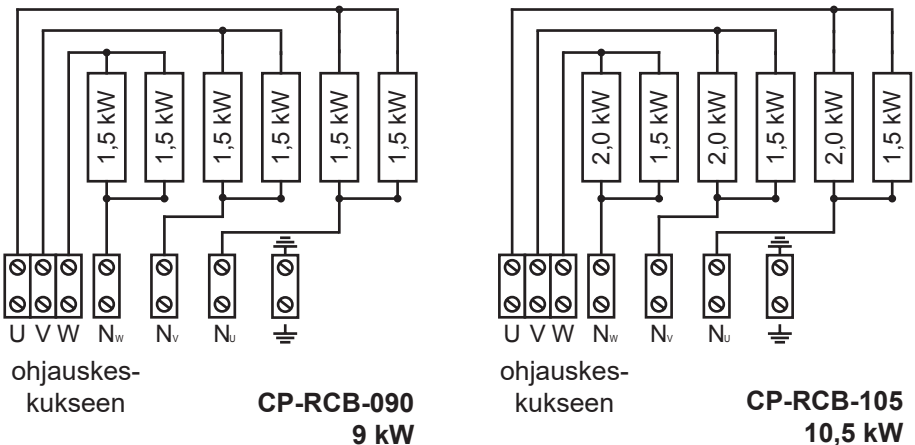 1,5 kW 1,5 kW 1,5 kW 1,5 kW 1,5 kW 1,5 kW
U V W NW NV NU
ohjauskes-
kukseen
CP-RCB-090
9 kW
2,0 kW 1,5 kW 2,0 kW 1,5 kW 2,0 kW 1,5 kW
U V W NW NV NU
ohjauskes-
kukseen
CP-RCB-105
10,5 kW